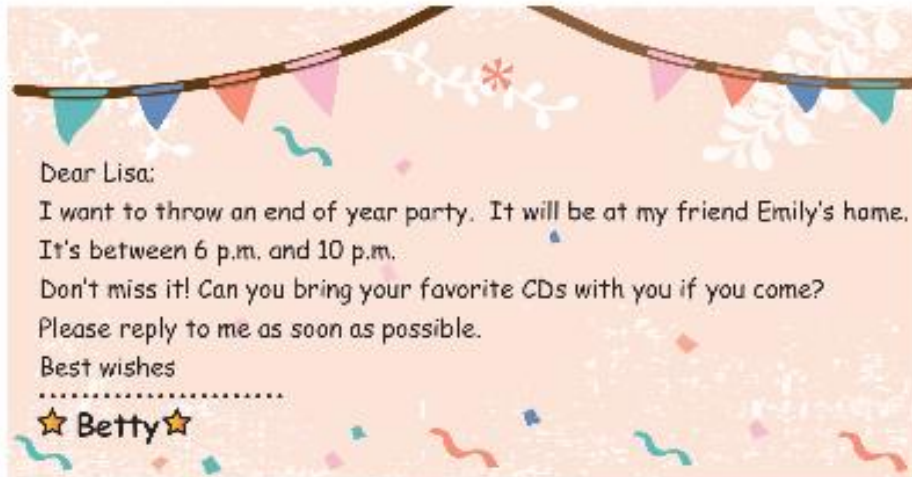 Dear Lisa;
I want to throw an end of year party. It will be at my friend Emily's home.
It's between 6 p.m. and 10 p.m.
Don't miss it! Can you bring your favorite CDs with you if you come?
Please reply to me as soon as possible.
Best wishes
Betty